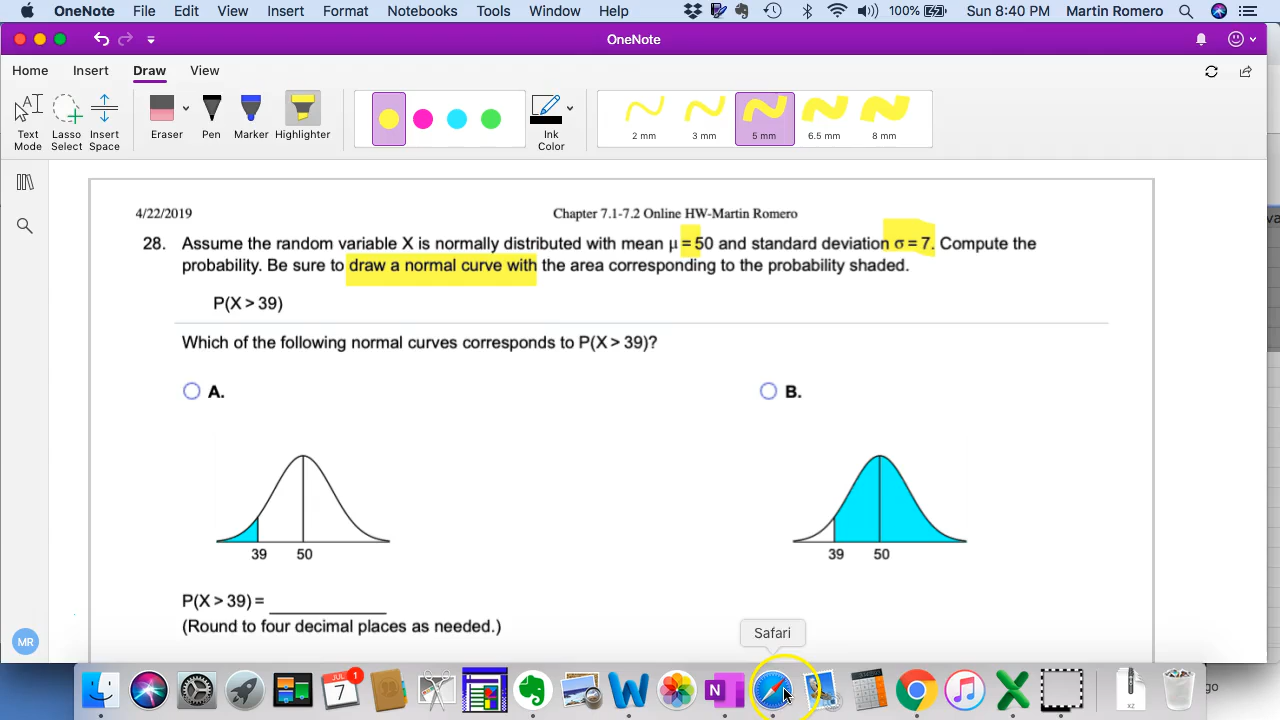 OneNote File Edit View Insert Format Notebooks Tools Window Help 100% Sun 8:40 PM Martin Romero
OneNote
Home Insert Draw View
Text Mode
Lasso Select
Insert Space
Eraser
Pen
Marker
Highlighter
Ink Color
2 mm 3 mm 5 mm 6.5 mm 8 mm
4/22/2019 Chapter 7.1-7.2 Online HW-Martin Romero
28. Assume the random variable X is normally distributed with mean μ = 50 and standard deviation σ = 7. Compute the
probability. Be sure to draw a normal curve with the area corresponding to the probability shaded.
P(X > 39)
Which of the following normal curves corresponds to P(X > 39)?
A. B.
39 50 39 50
P(X > 39) =
(Round to four decimal places as needed.)
Safari
MR
JUL
7
1
W
N
X
xz
go